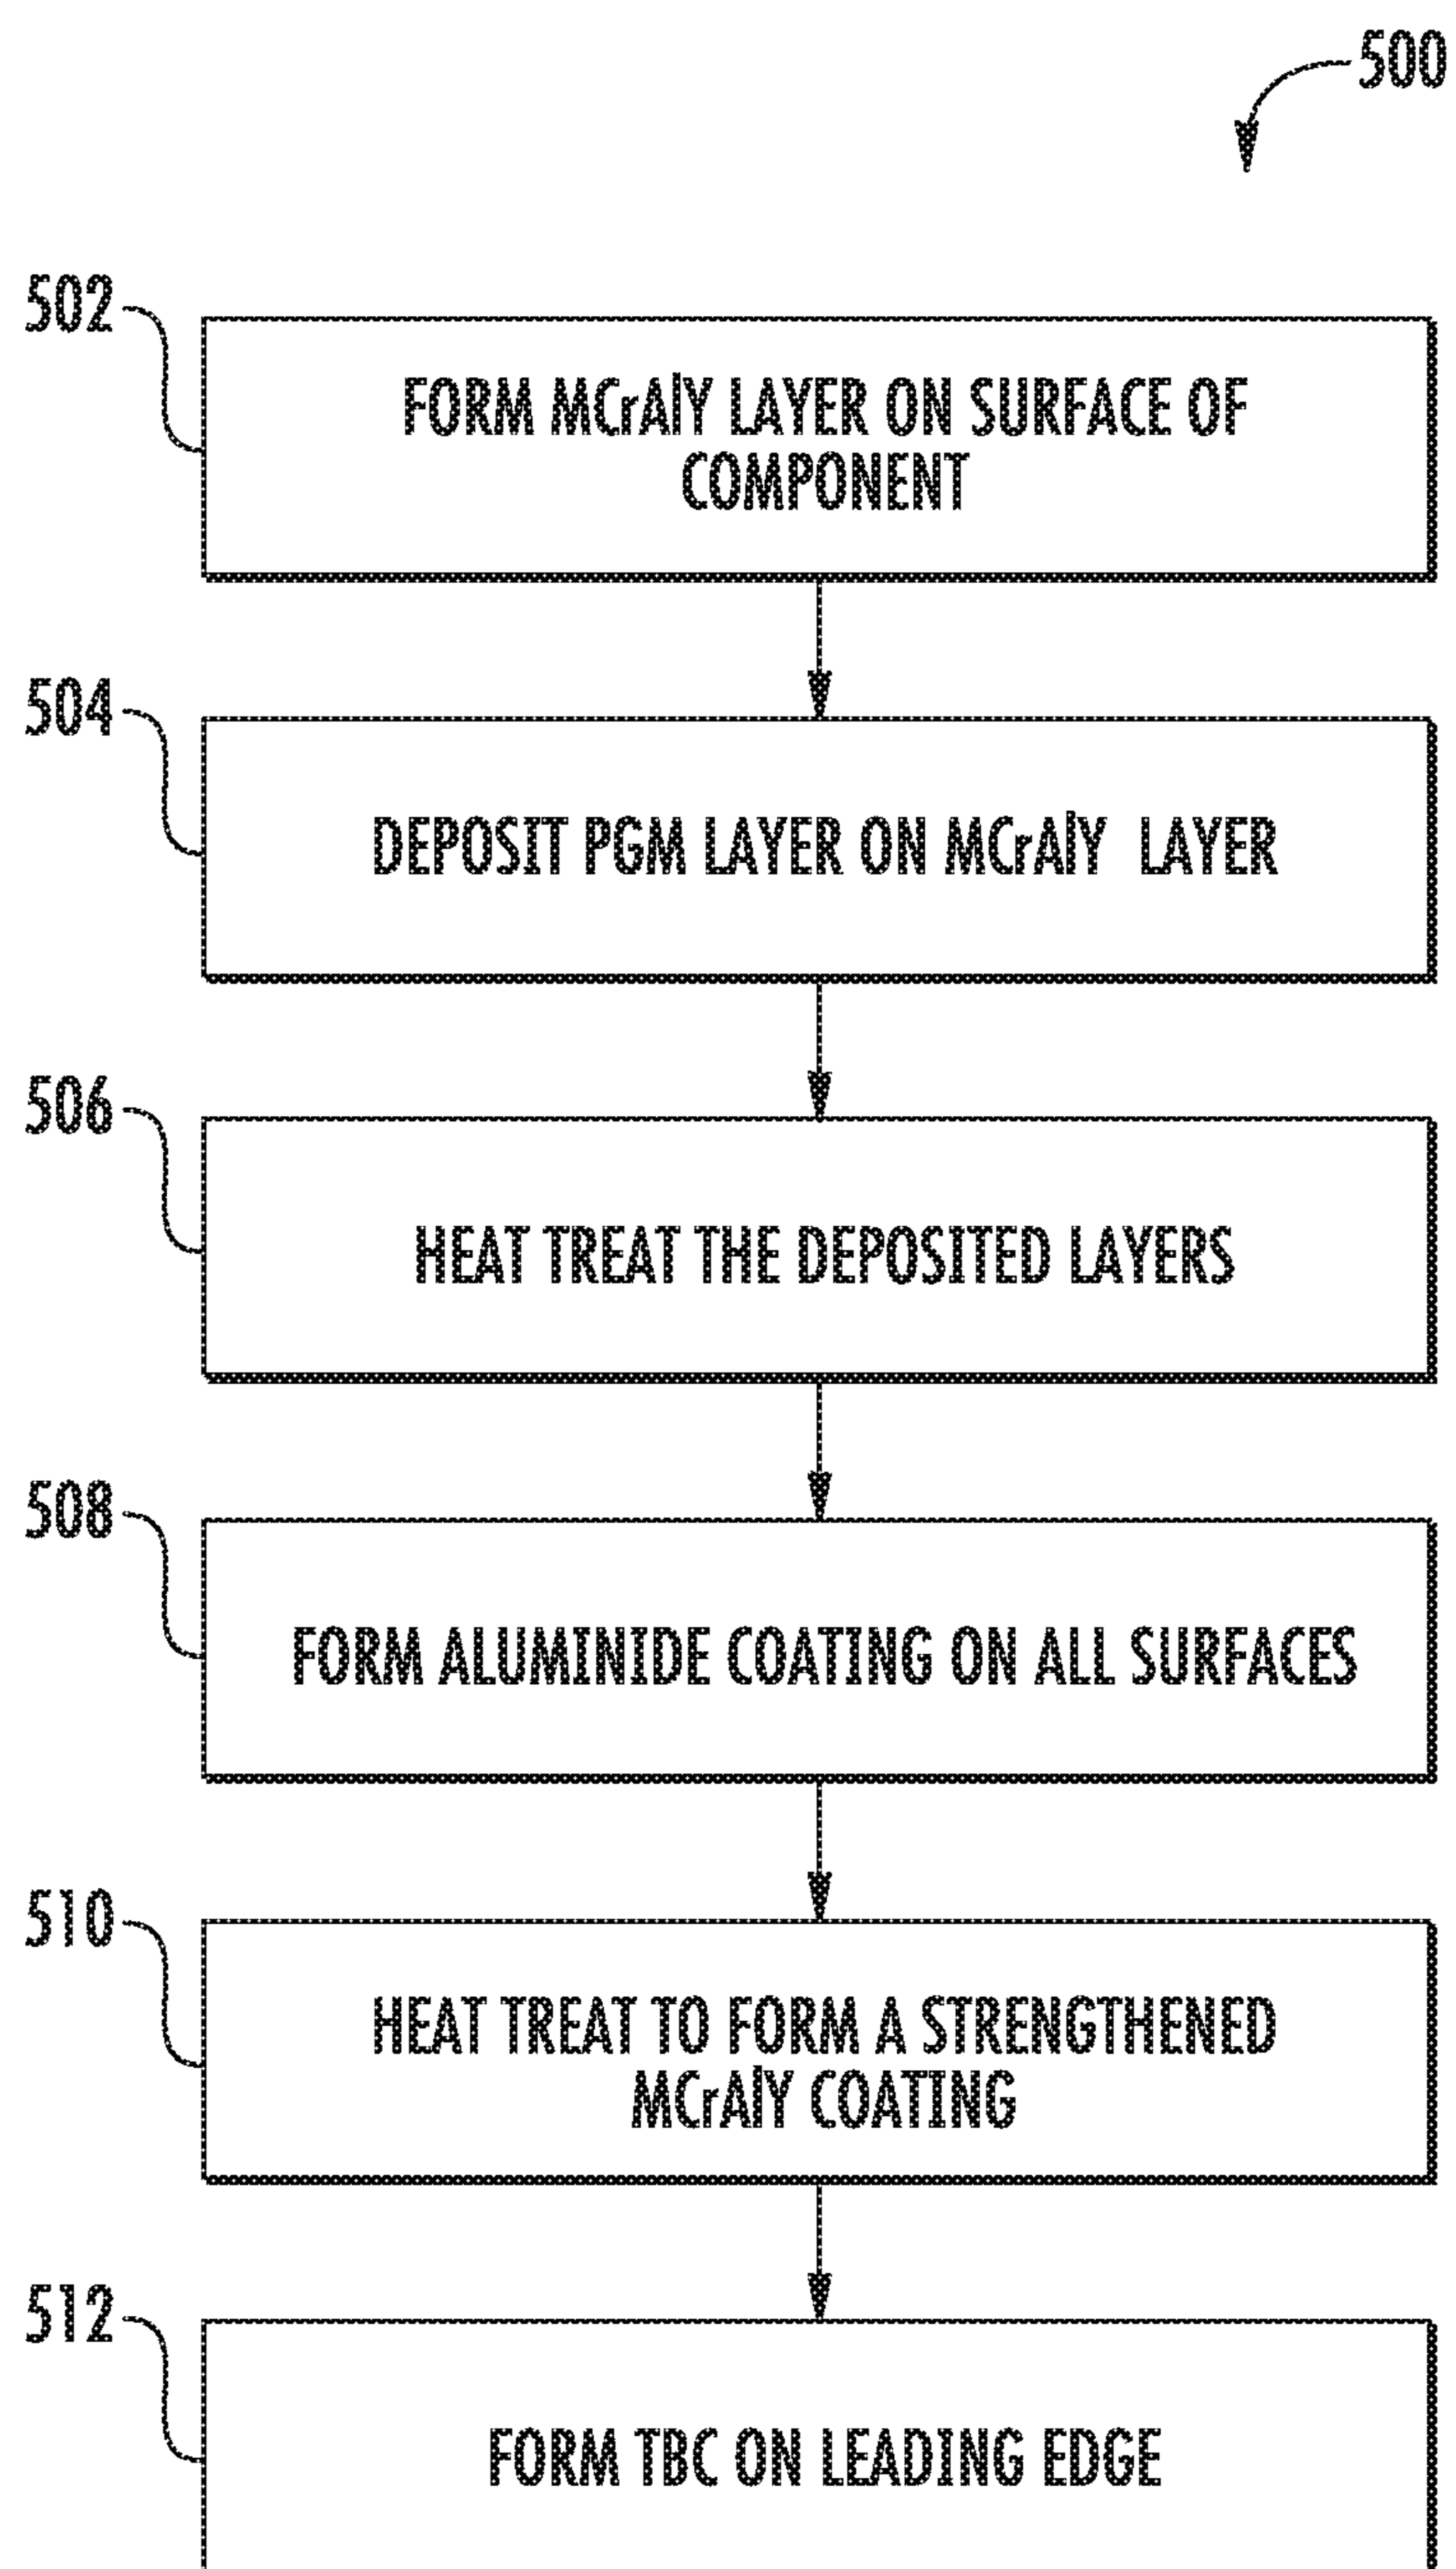 500
502
FORM MCrAlY LAYER ON SURFACE OF
COMPONENT
504
DEPOSIT PGM LAYER ON MCrAlY LAYER
506
HEAT TREAT THE DEPOSITED LAYERS
508
FORM ALUMINIDE COATING ON ALL SURFACES
510
HEAT TREAT TO FORM A STRENGTHENED
MCrAlY COATING
512
FORM TBC ON LEADING EDGE